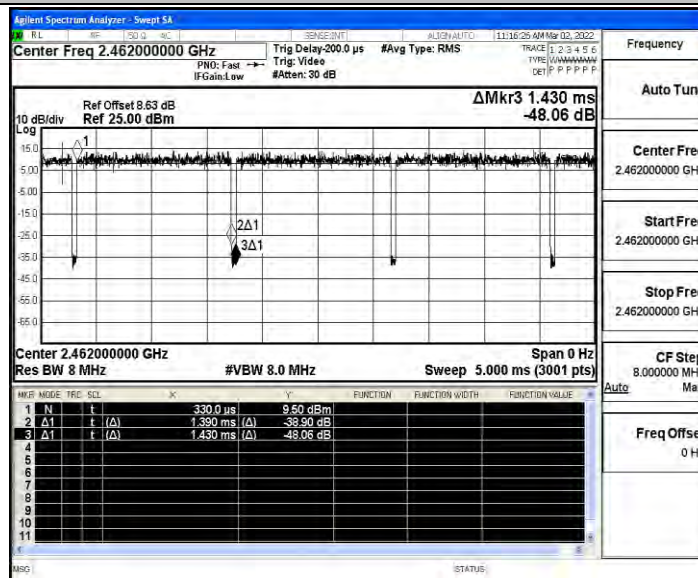 Agilent Spectrum Analyzer - Swept SA
RL RF 50 Ω AC SENSE:INT ALIGN AUTO 11:16:26 AM Mar 02, 2022
Center Freq 2.462000000 GHz
PNO: Fast
IFGain:Low
Trig Delay-200.0 µs
Trig: Video
#Atten: 30 dB
#Avg Type: RMS
TRACE 1 2 3 4 5 6
TYPE WWWWWW
DET P P P P P P
Ref Offset 8.63 dB
10 dB/div Ref 25.00 dBm
Log
ΔMkr3 1.430 ms
-48.06 dB
15.0
5.00
-5.00
-15.0
-25.0
-35.0
-45.0
-55.0
-65.0
1
2Δ1
3Δ1
Center 2.462000000 GHz Span 0 Hz
Res BW 8 MHz #VBW 8.0 MHz Sweep 5.000 ms (3001 pts)
MKR MODE TRC SCL X Y FUNCTION FUNCTION WIDTH FUNCTION VALUE
1 N t 330.0 µs 9.50 dBm
2 Δ1 t (Δ) 1.390 ms (Δ) -38.90 dB
3 Δ1 t (Δ) 1.430 ms (Δ) -48.06 dB
4
5
6
7
8
9
10
11
MSG STATUS
Frequency
Auto Tun
Center Fre
2.462000000 GH
Start Fre
2.462000000 GH
Stop Fre
2.462000000 GH
CF Ste
8.000000 MH
Auto Ma
Freq Offse
0 H